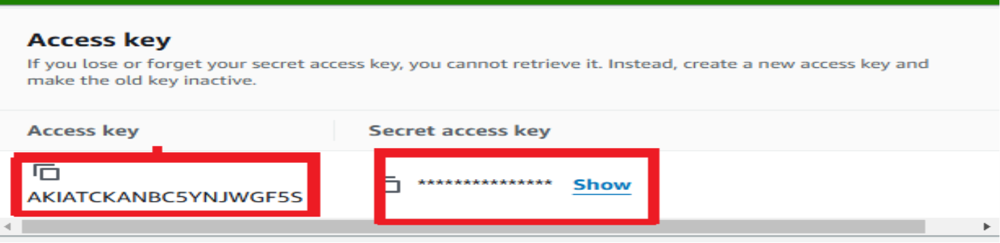 Access key
If you lose or forget your secret access key, you cannot retrieve it. Instead, create a new access key and
make the old key inactive.
Access key
Secret access key
AKIATCKANBC5YNJWGF5S
*************** Show